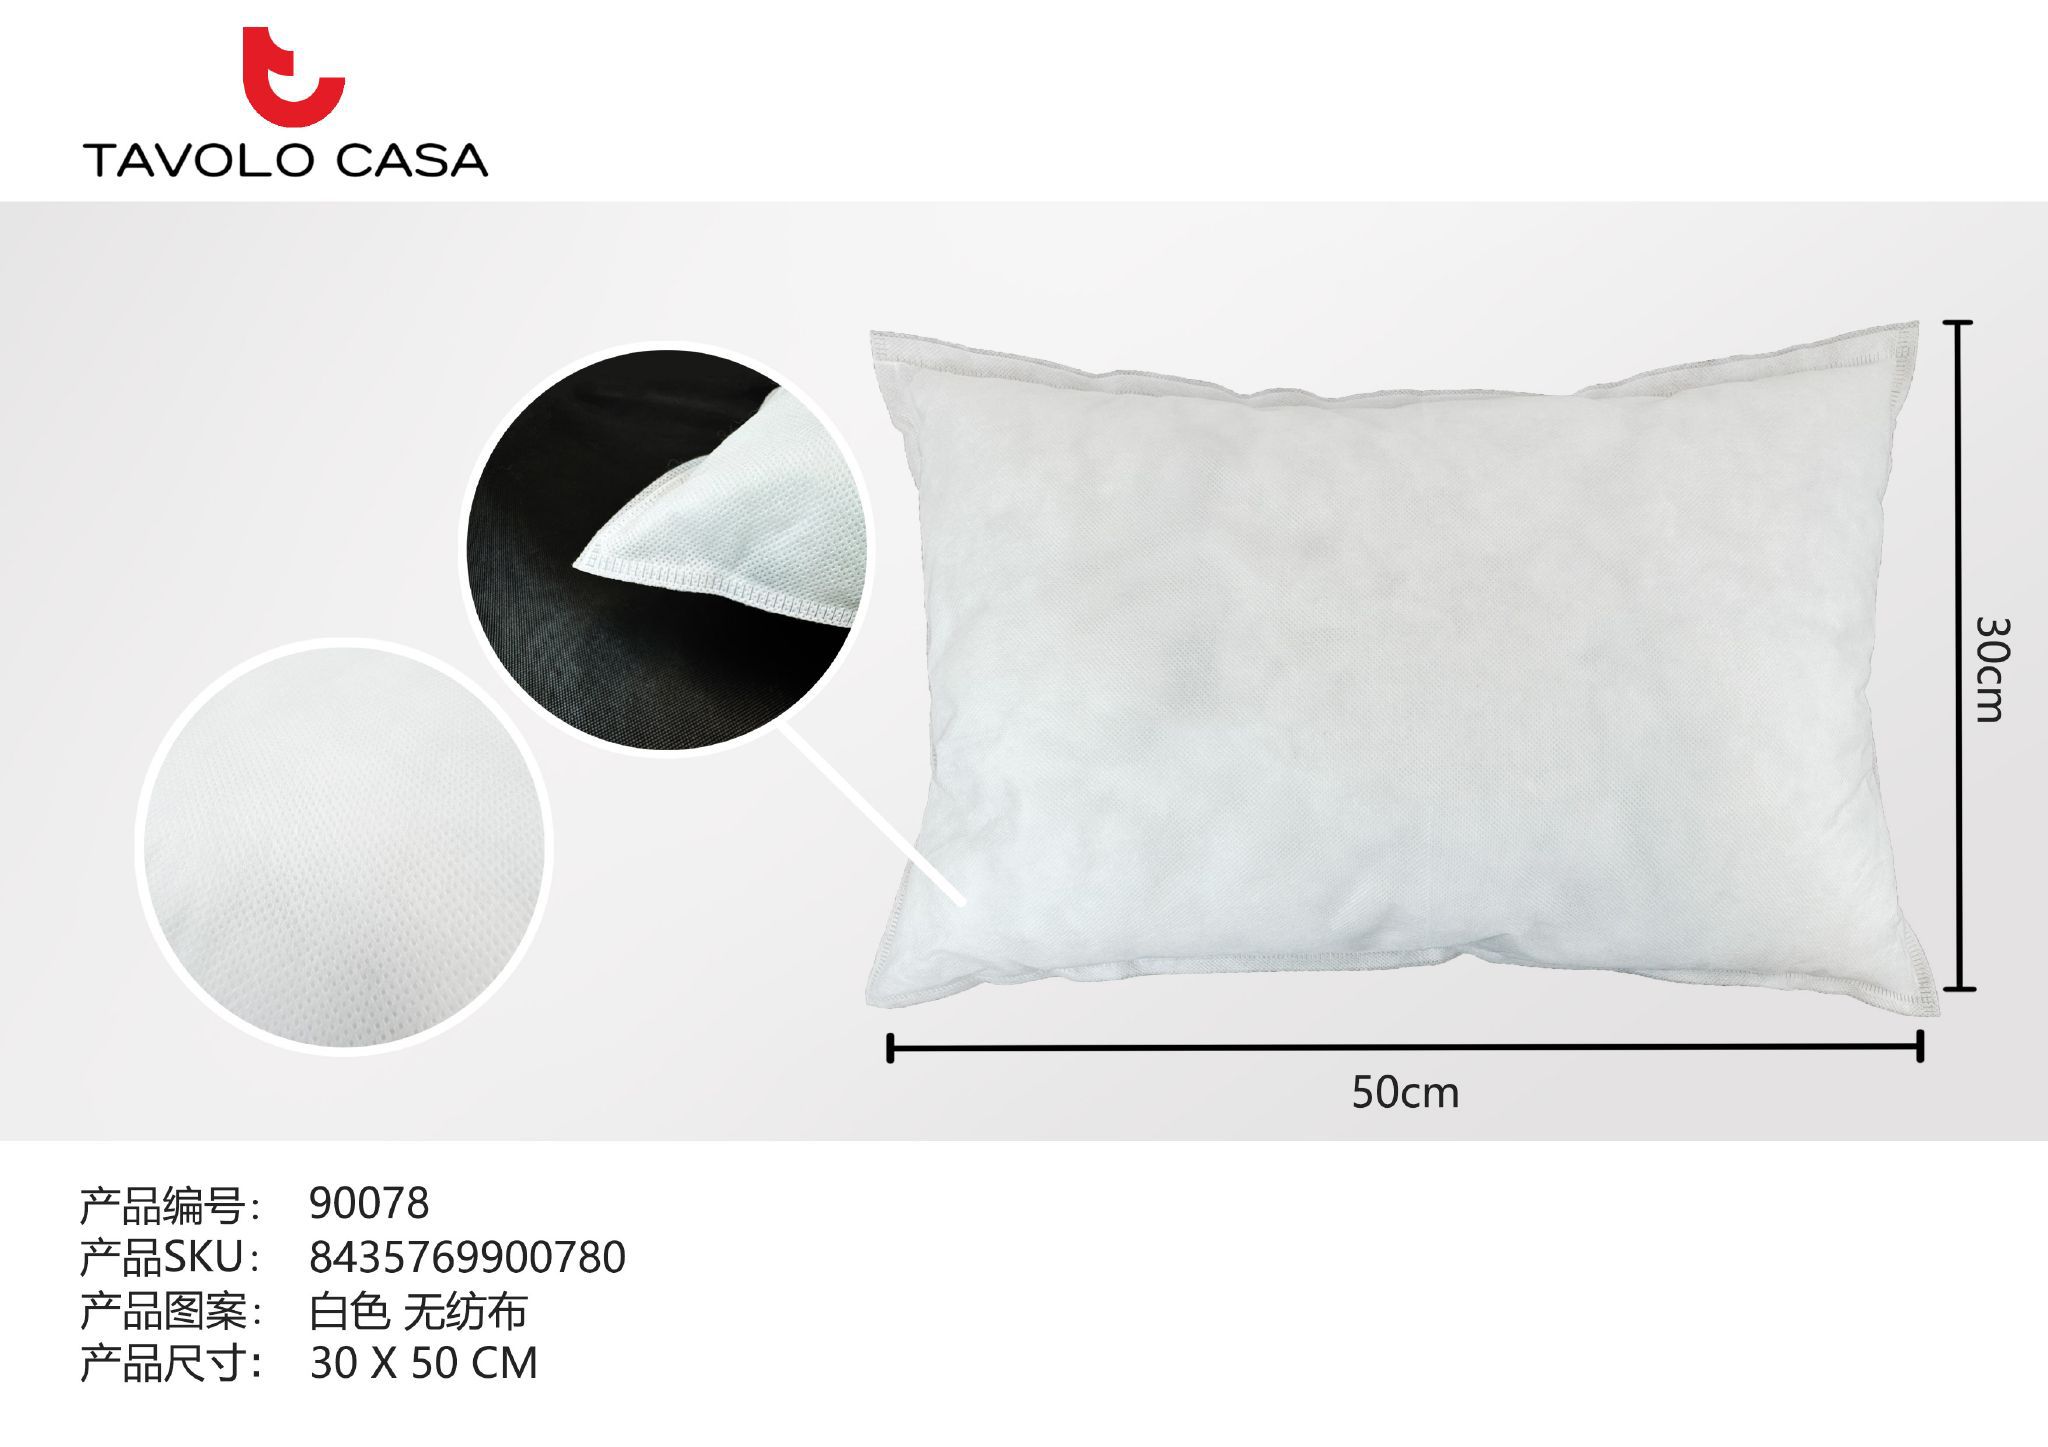 TAVOLO CASA
30cm
50cm
产品编号： 90078
产品SKU： 8435769900780
产品图案： 白色 无纺布
产品尺寸： 30 X 50 CM